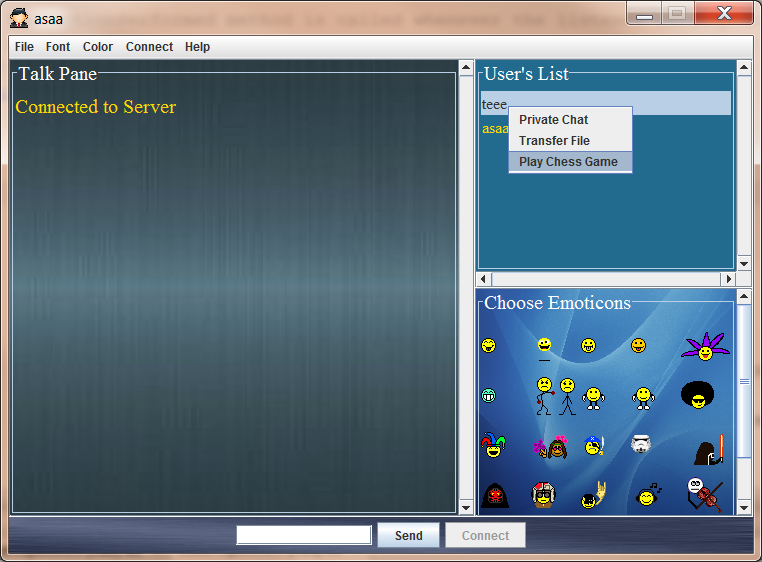 asaa
File Font Color Connect Help
Talk Pane
Connected to Server
User's List
teee
asaa
Private Chat
Transfer File
Play Chess Game
Choose Emoticons
Send Connect